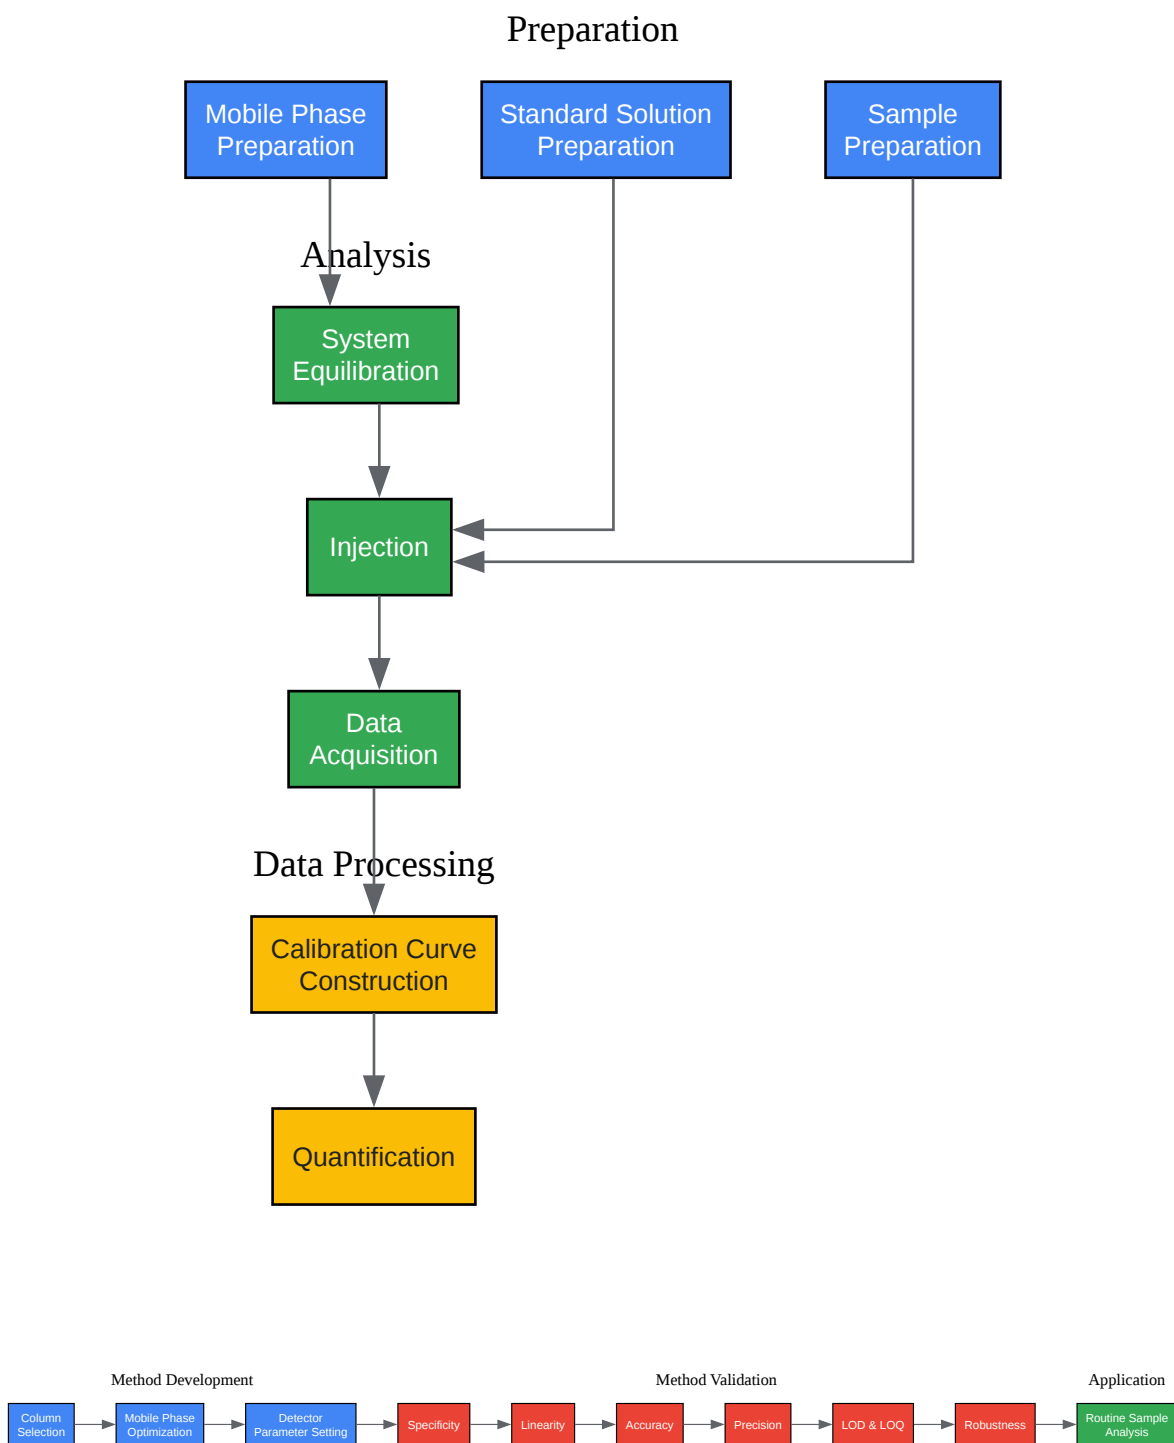 Preparation
Mobile Phase
Preparation
Standard Solution
Preparation
Sample
Preparation
Analysis
System
Equilibration
Injection
Data
Acquisition
Data Processing
Calibration Curve
Construction
Quantification
Method Development
Method Validation
Application
Column
Selection
Mobile Phase
Optimization
Detector
Parameter Setting
Specificity
Linearity
Accuracy
Precision
LOD & LOQ
Robustness
Routine Sample
Analysis